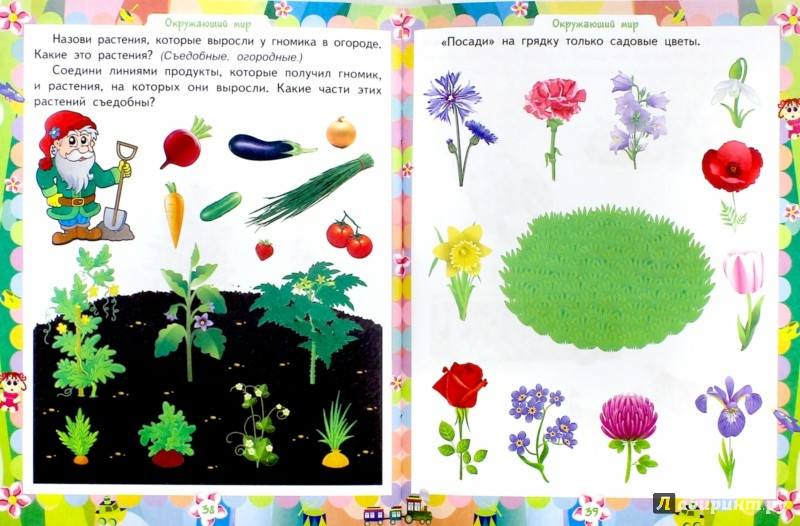 Окружающий мир
Назови растения, которые выросли у гномика в огороде.
Какие это растения? (Съедобные, огородные.)
Соедини линиями продукты, которые получил гномик,
и растения, на которых они выросли. Какие части этих
растений съедобны?
38
Окружающий мир
«Посади» на грядку только садовые цветы.
39
Лабиринт.ру